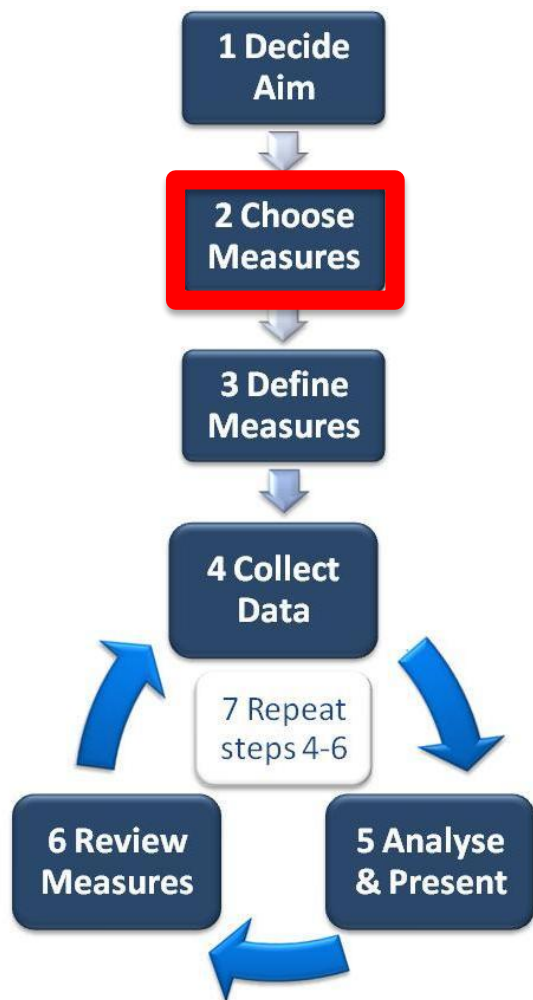 1 Decide
Aim
2 Choose
Measures
3 Define
Measures
4 Collect
Data
7 Repeat
steps 4-6
6 Review
Measures
5 Analyse
& Present